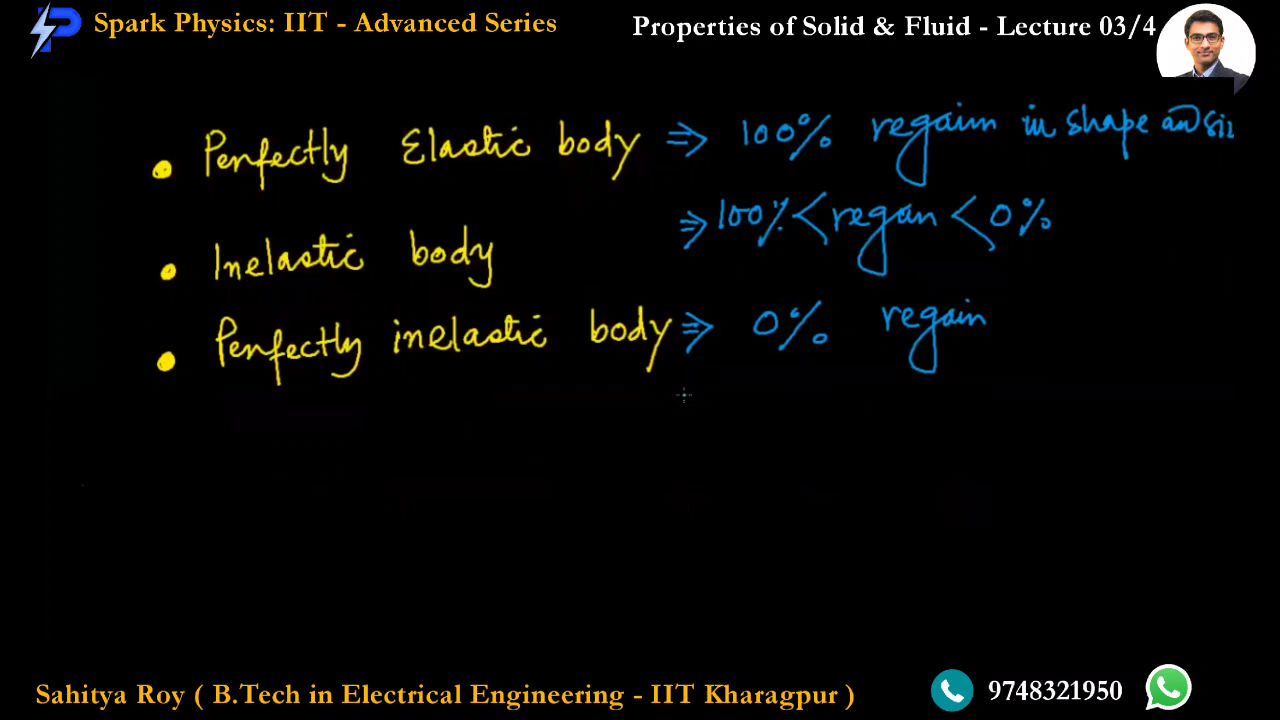 Spark Physics: IIT - Advanced Series
Properties of Solid & Fluid - Lecture 03/4
• Perfectly Elastic body ⇒ 100% regaim in shape and siz
• Inelastic body ⇒ 100% < regan < 0%
• Perfectly inelastic body ⇒ 0% regain
Sahitya Roy ( B.Tech in Electrical Engineering - IIT Kharagpur )
9748321950